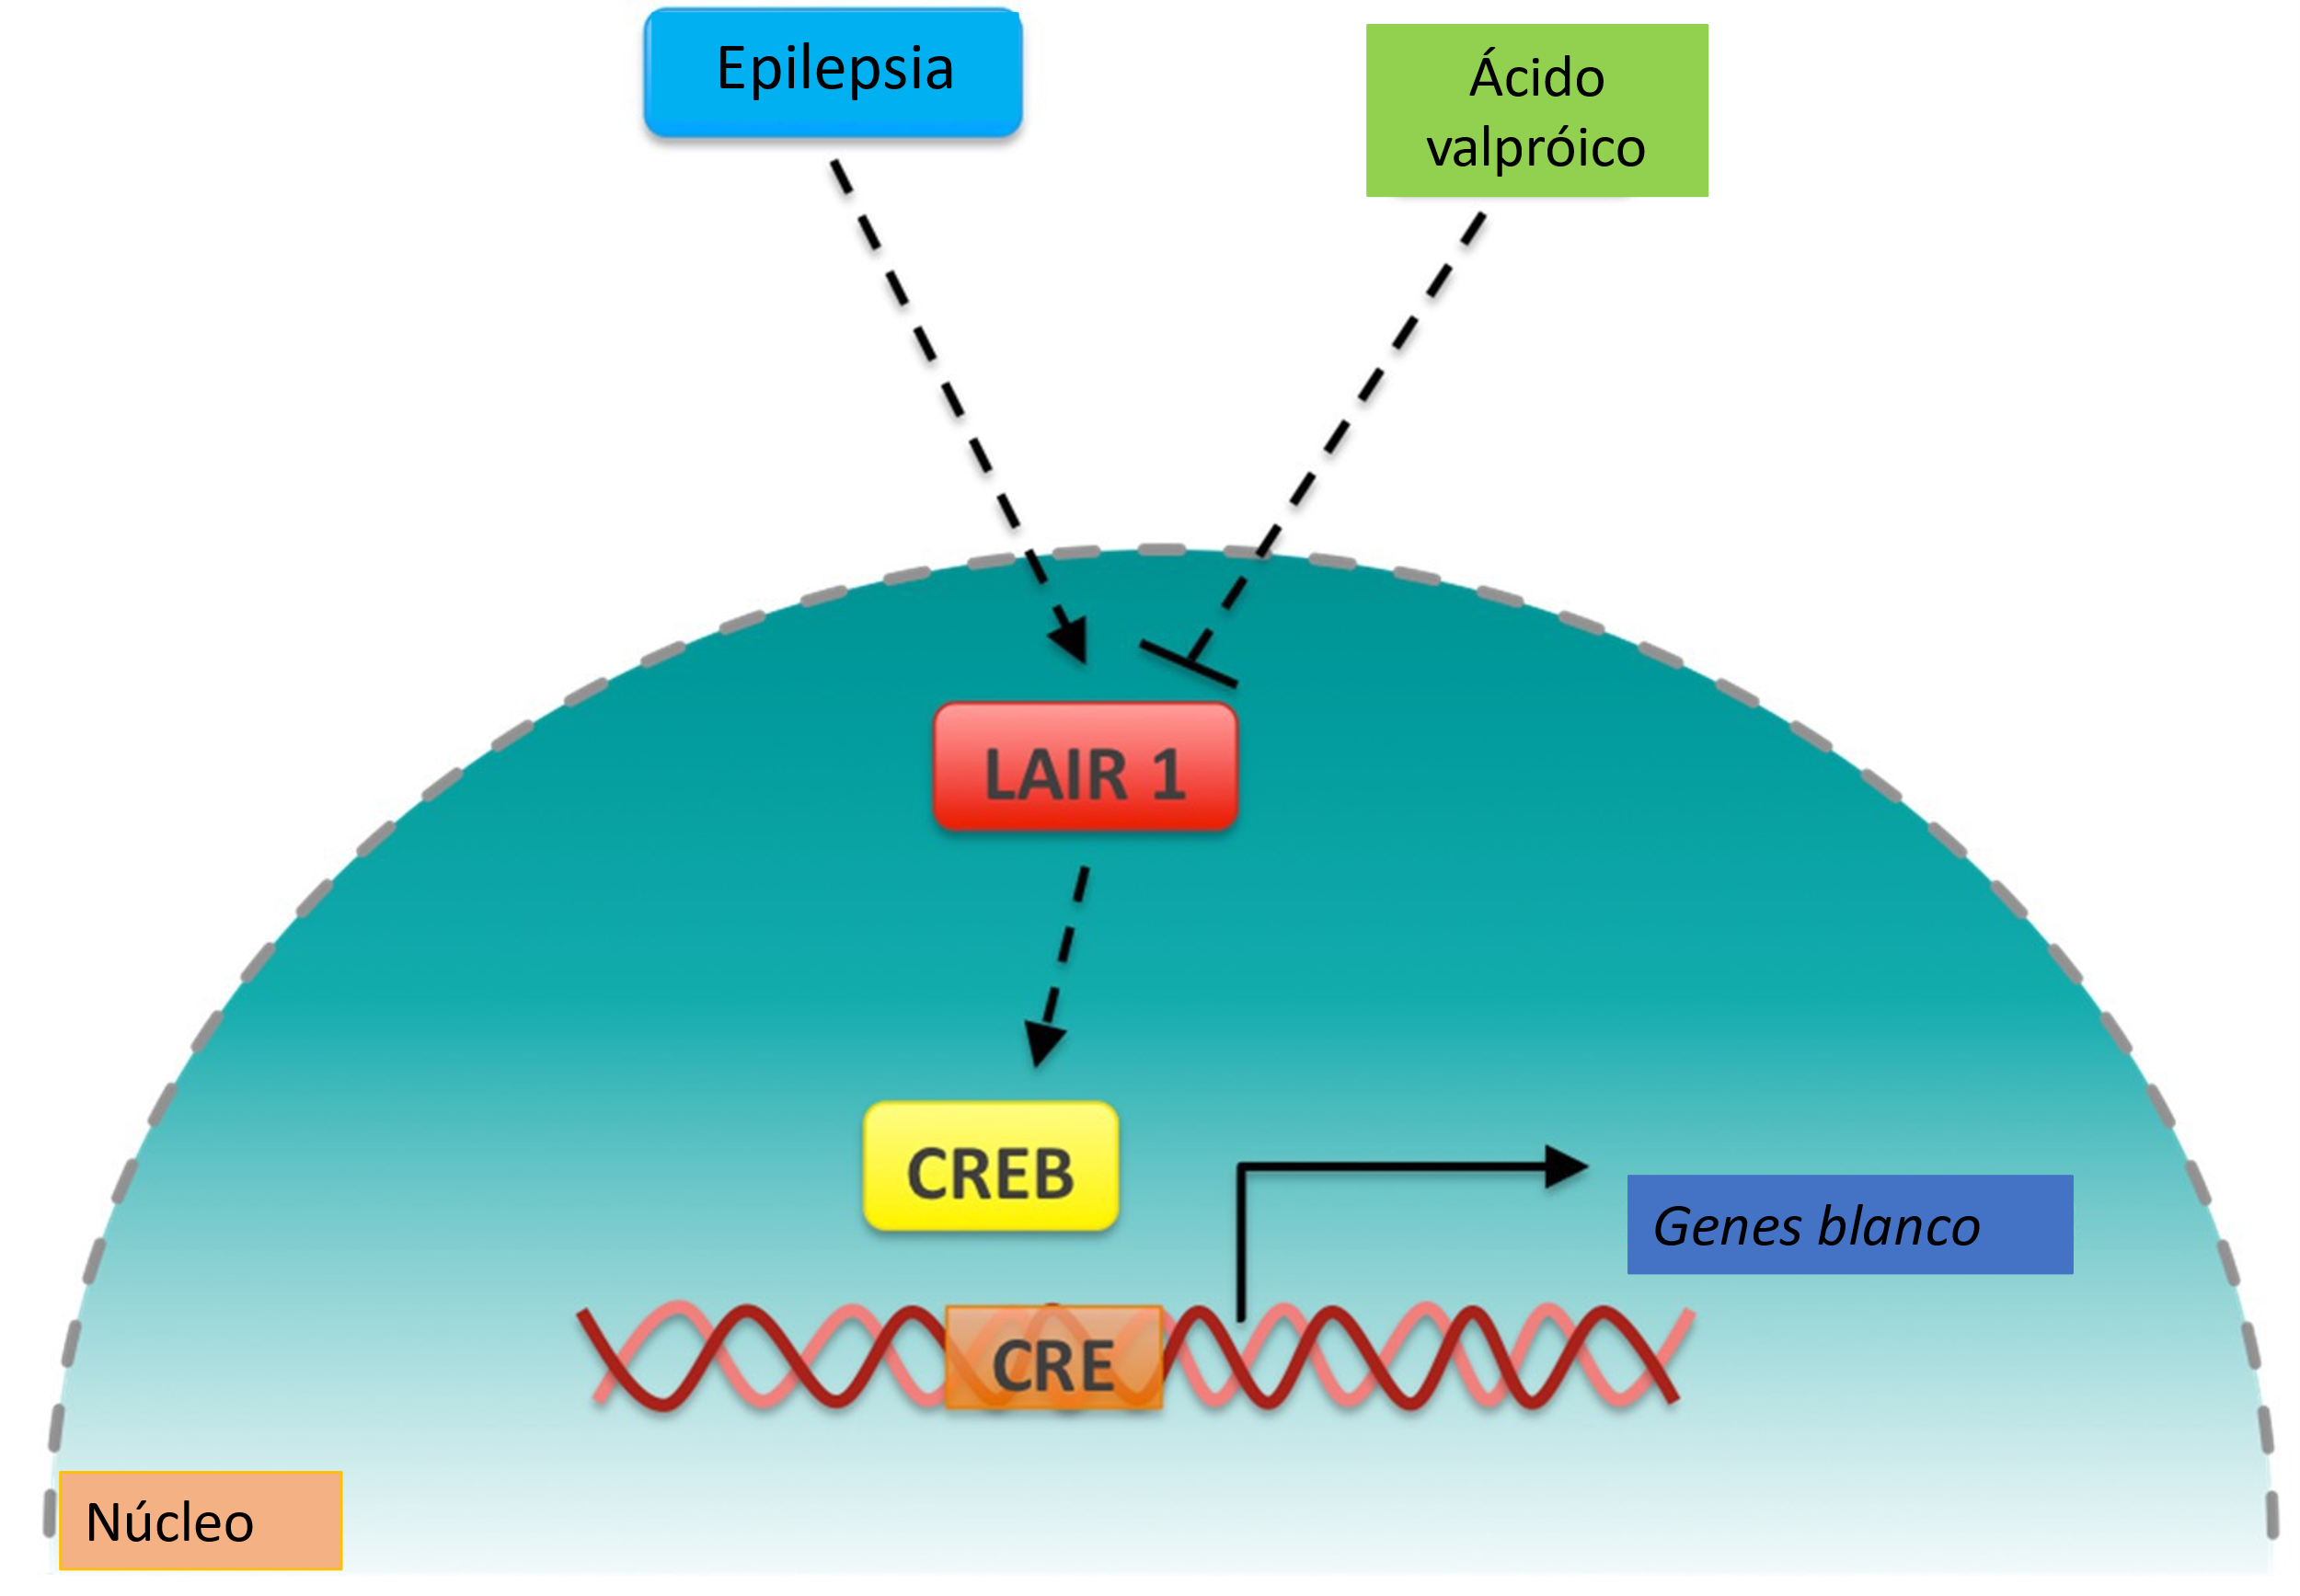 Epilepsia
Ácido
valpróico
LAIR 1
CREB
Genes blanco
CRE
Núcleo